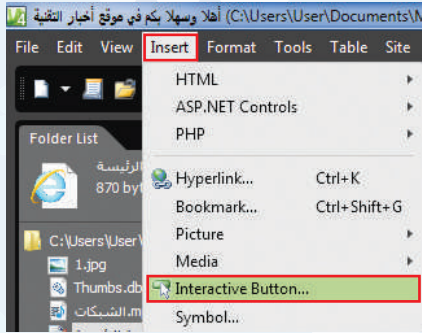 (C:\Users\User\Documents\M أهلا وسهلا بكم في موقع أخبار التقنية
File Edit View Insert Format Tools Table Site
HTML
ASP.NET Controls
PHP
Folder List
الرئيسة
870 byt
Hyperlink... Ctrl+K
Bookmark... Ctrl+Shift+G
Picture
C:\Users\User\
Media
1.jpg
Interactive Button...
Thumbs.db
الشبكات.m
Symbol...